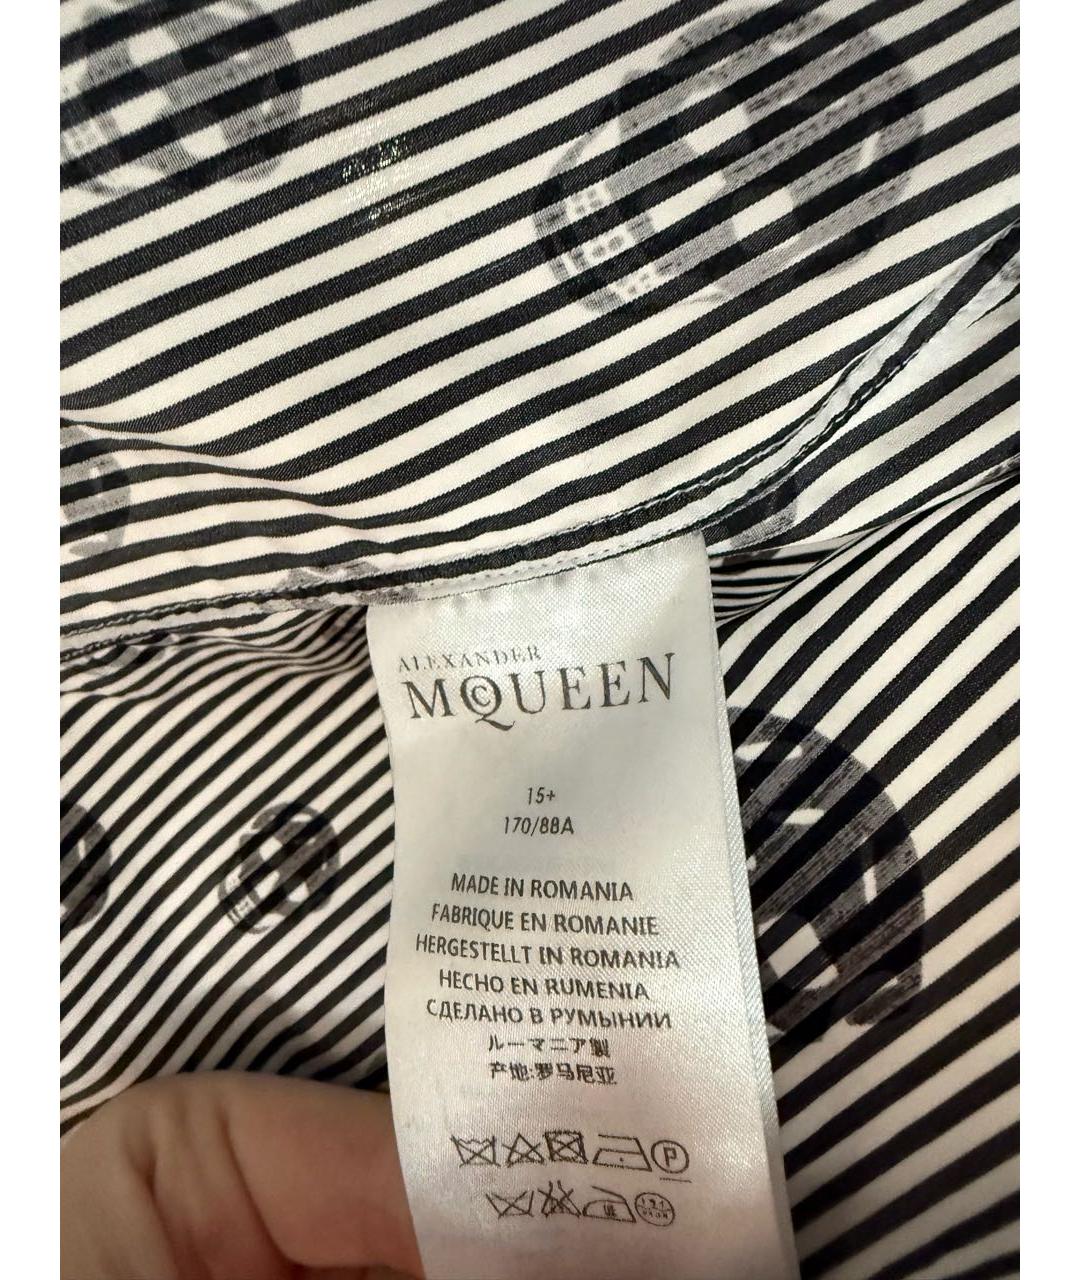 ALEXANDER
MCQUEEN
15+
170/88A
MADE IN ROMANIA
FABRIQUE EN ROMANIE
HERGESTELLT IN ROMANIA
HECHO EN RUMENIA
СДЕЛАНО В РУМЫНИИ
ルーマニア製
产地:罗马尼亚
P